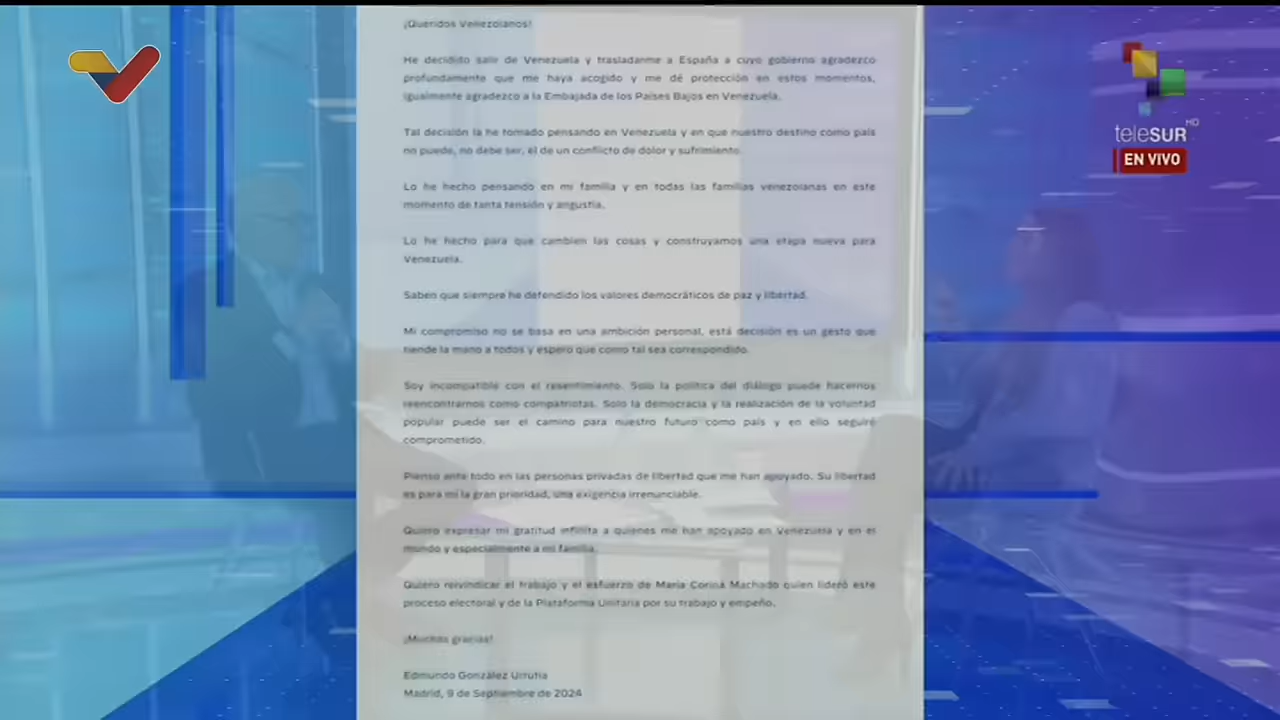 ¡Queridos Venezolanos!
He decidido salir de Venezuela y trasladarme a España a cuyo gobierno agradezco
profundamente que me haya acogido y me dé protección en estos momentos,
igualmente agradezco a la Embajada de los Países Bajos en Venezuela.
Tal decisión la he tomado pensando en Venezuela y en que nuestro destino como país
no puede, no debe ser, el de un conflicto de dolor y sufrimiento.
Lo he hecho pensando en mi familia y en todas las familias venezolanas en este
momento de tanta tensión y angustia.
Lo he hecho para que cambien las cosas y construyamos una etapa nueva para
Venezuela.
Saben que siempre he defendido los valores democráticos de paz y libertad.
Mi compromiso no se basa en una ambición personal, está decisión es un gesto que
tiende la mano a todos y espero que como tal sea correspondido.
Soy incompatible con el resentimiento. Solo la política del diálogo puede hacernos
reencontrarnos como compatriotas. Solo la democracia y la realización de la voluntad
popular puede ser el camino para nuestro futuro como país y en ello seguiré
comprometido.
Pienso ante todo en las personas privadas de libertad que me han apoyado. Su libertad
es para mí la gran prioridad, una exigencia irrenunciable.
Quiero expresar mi gratitud infinita a quienes me han apoyado en Venezuela y en el
mundo y especialmente a mi familia.
Quiero reivindicar el trabajo y el esfuerzo de María Corina Machado quien lideró este
proceso electoral y de la Plataforma Unitaria por su trabajo y empeño.
¡Muchas gracias!
Edmundo González Urrutia
Madrid, 9 de Septiembre de 2024
teleSUR HD
EN VIVO